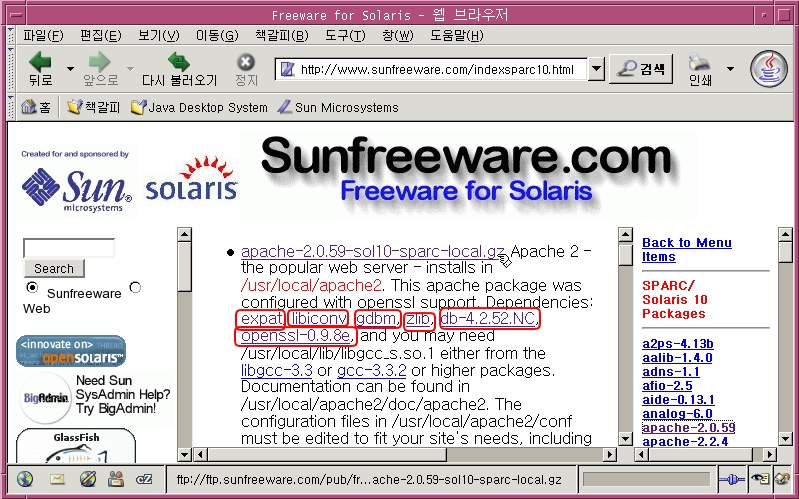 Freeware for Solaris - 웹 브라우저
파일(F) 편집(E) 보기(V) 이동(G) 책갈피(B) 도구(T) 창(W) 도움말(H)
뒤로 앞으로 다시 불러오기 정지 http://www.sunfreeware.com/indexsparc10.html 검색 인쇄
홈 책갈피 Java Desktop System Sun Microsystems
Created for and sponsored by
Sun
microsystems
solaris
Sunfreeware.com
Freeware for Solaris
Search
Sunfreeware
Web
<innovate on> THREAD
opensolaris
BigAdmin
Need Sun
SysAdmin Help?
Try BigAdmin!
GlassFish
apache-2.0.59-sol10-sparc-local.gz Apache 2 -
the popular web server - installs in
/usr/local/apache2. This apache package was
configured with openssl support. Dependencies:
expat, libiconv, gdbm, zlib, db-4.2.52.NC,
openssl-0.9.8e, and you may need
/usr/local/lib/libgcc_s.so.1 either from the
libgcc-3.3 or gcc-3.3.2 or higher packages.
Documentation can be found in
/usr/local/apache2/doc/apache2. The
configuration files in /usr/local/apache2/conf
must be edited to fit your site's needs, including
Back to Menu
Items
SPARC/
Solaris 10
Packages
a2ps-4.13b
aalib-1.4.0
adns-1.1
afio-2.5
aide-0.13.1
analog-6.0
apache-2.0.59
apache-2.2.4
ftp://ftp.sunfreeware.com/pub/fr...ache-2.0.59-sol10-sparc-local.gz